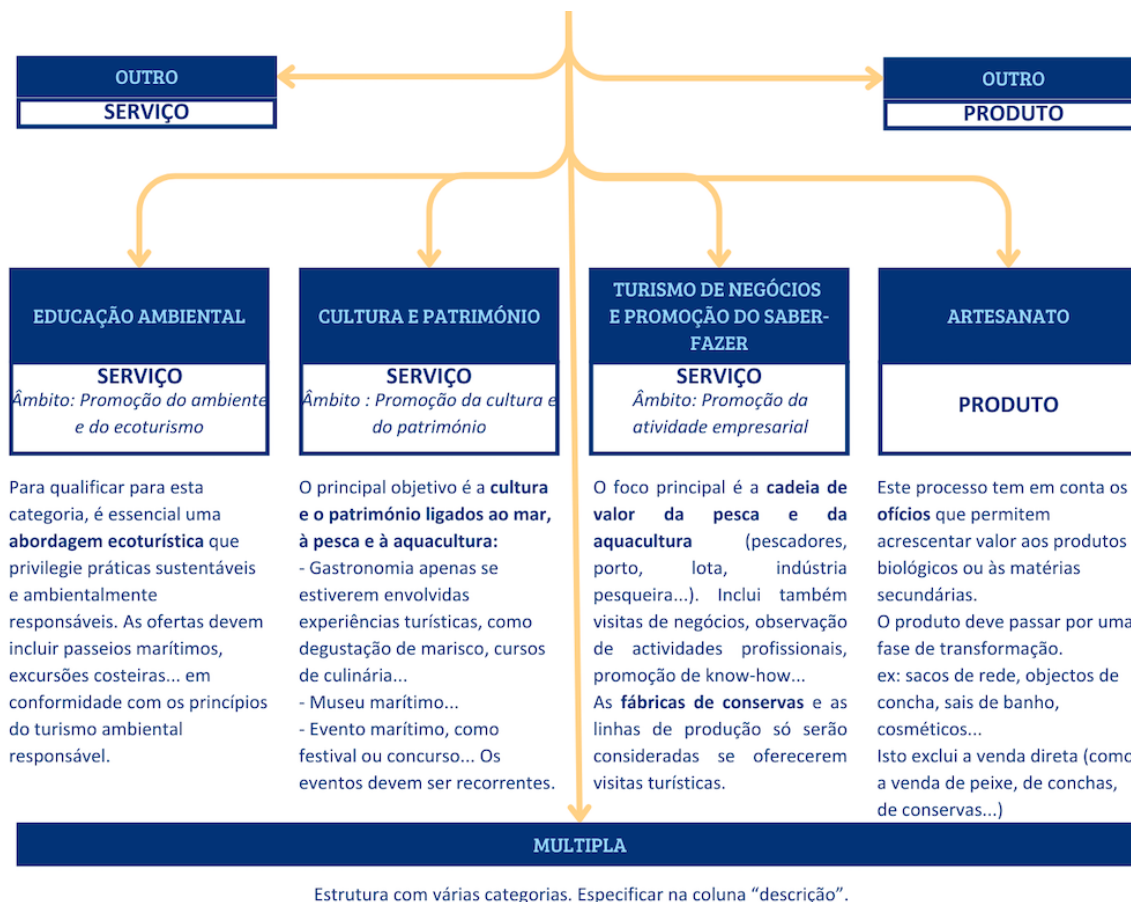 OUTRO
SERVIÇO
OUTRO
PRODUTO
EDUCAÇÃO AMBIENTAL
SERVIÇO
Âmbito: Promoção do ambiente
e do ecoturismo
Para qualificar para esta
categoria, é essencial uma
abordagem ecoturística que
privilegie práticas sustentáveis
e ambientalmente
responsáveis. As ofertas devem
incluir passeios marítimos,
excursões costeiras... em
conformidade com os princípios
do turismo ambiental
responsável.
CULTURA E PATRIMÓNIO
SERVIÇO
Âmbito : Promoção da cultura e
do património
O principal objetivo é a cultura
e o património ligados ao mar,
à pesca e à aquacultura:
- Gastronomia apenas se
estiverem envolvidas
experiências turísticas, como
degustação de marisco, cursos
de culinária...
- Museu marítimo...
- Evento marítimo, como
festival ou concurso... Os
eventos devem ser recorrentes.
TURISMO DE NEGÓCIOS
E PROMOÇÃO DO SABER-
FAZER
SERVIÇO
Âmbito: Promoção da
atividade empresarial
O foco principal é a cadeia de
valor da pesca e da
aquacultura (pescadores,
porto, lota, indústria
pesqueira...). Inclui também
visitas de negócios, observação
de actividades profissionais,
promoção de know-how...
As fábricas de conservas e as
linhas de produção só serão
consideradas se oferecerem
visitas turísticas.
ARTESANATO
PRODUTO
Este processo tem em conta os
ofícios que permitem
acrescentar valor aos produtos
biológicos ou às matérias
secundárias.
O produto deve passar por uma
fase de transformação.
ex: sacos de rede, objectos de
concha, sais de banho,
cosméticos...
Isto exclui a venda direta (como
a venda de peixe, de conchas,
de conservas...)
MULTIPLA
Estrutura com várias categorias. Especificar na coluna “descrição”.